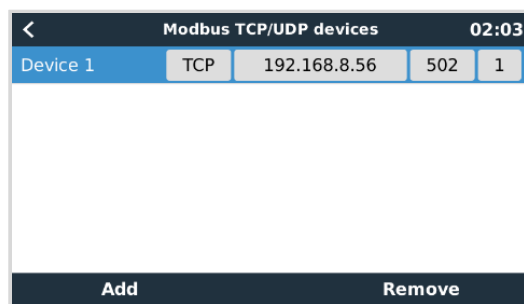 Modbus TCP/UDP devices 02:03
Device 1 TCP 192.168.8.56 502 1
Add Remove